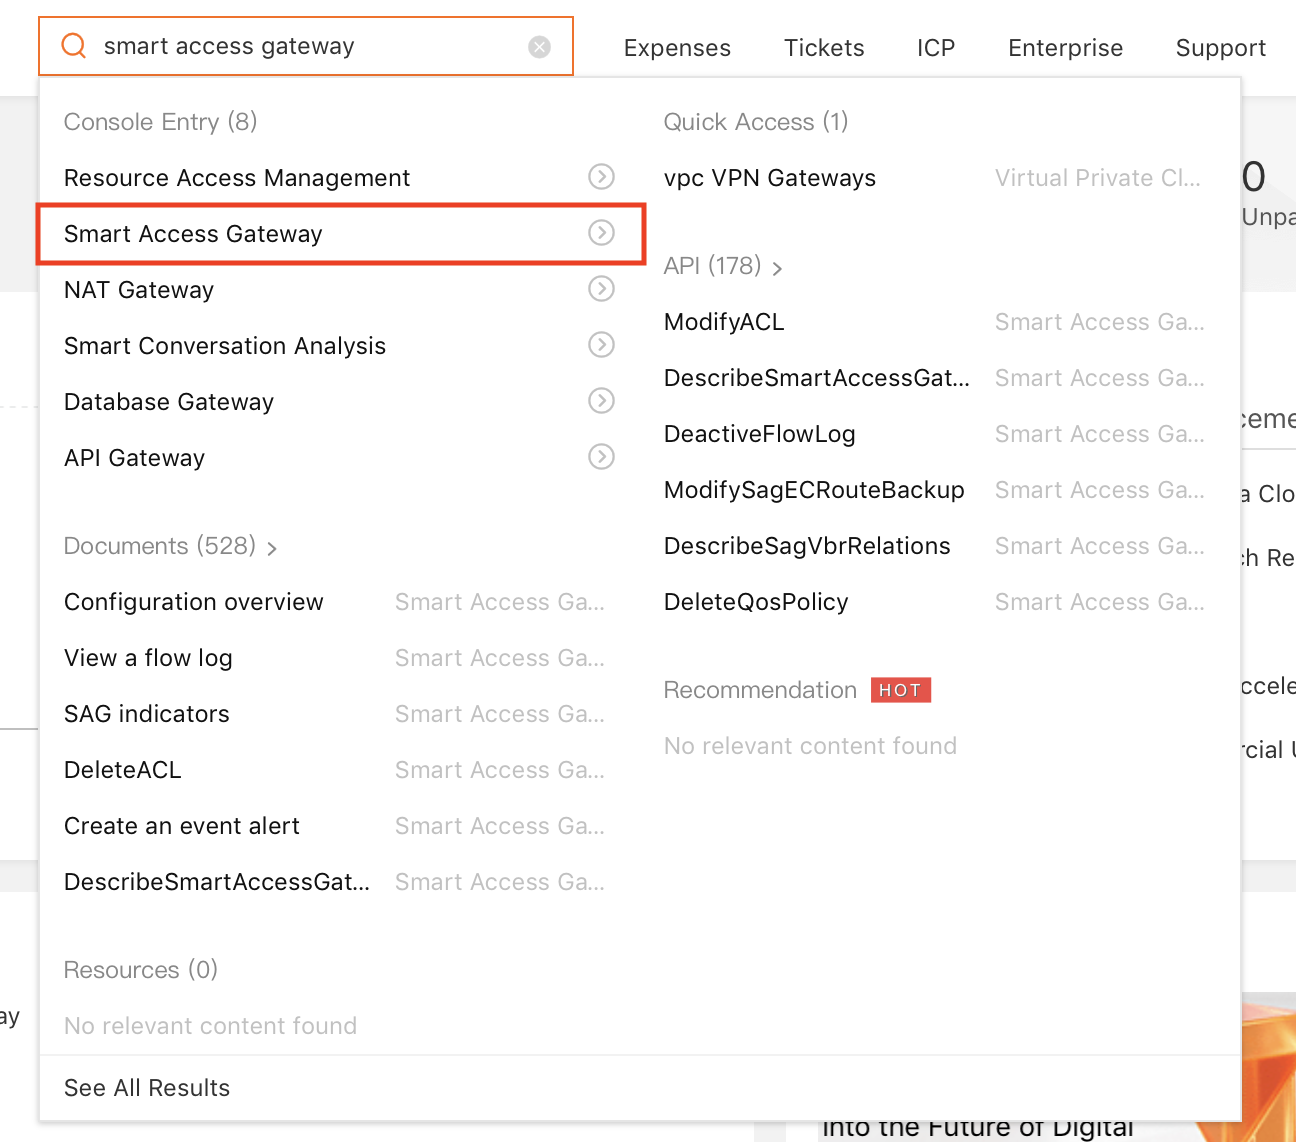 smart access gateway
Expenses
Tickets
ICP
Enterprise
Support
Console Entry (8)
Resource Access Management
Smart Access Gateway
NAT Gateway
Smart Conversation Analysis
Database Gateway
API Gateway
Documents (528) >
Configuration overview Smart Access Ga...
View a flow log Smart Access Ga...
SAG indicators Smart Access Ga...
DeleteACL Smart Access Ga...
Create an event alert Smart Access Ga...
DescribeSmartAccessGat... Smart Access Ga...
Resources (0)
No relevant content found
See All Results
Quick Access (1)
vpc VPN Gateways Virtual Private Cl...
API (178) >
ModifyACL Smart Access Ga...
DescribeSmartAccessGat... Smart Access Ga...
DeactiveFlowLog Smart Access Ga...
ModifySagECRouteBackup Smart Access Ga...
DescribeSagVbrRelations Smart Access Ga...
DeleteQosPolicy Smart Access Ga...
Recommendation HOT
No relevant content found
0
Unpa
ceme
a Clo
ch Re
ccele
rcial U
ay
into the Future of Digital